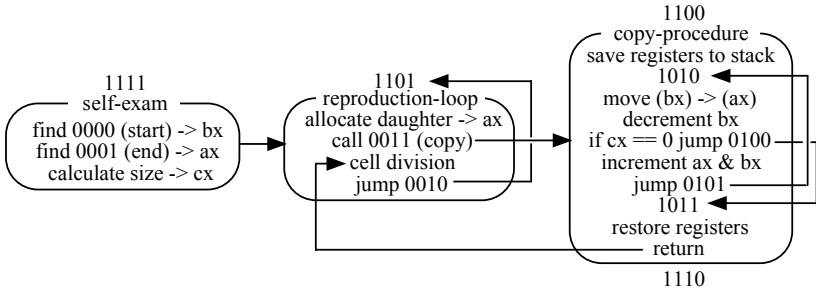 1111
self-exam
find 0000 (start) -> bx
find 0001 (end) -> ax
calculate size -> cx
1101
reproduction-loop
allocate daughter -> ax
call 0011 (copy)
cell division
jump 0010
1100
copy-procedure
save registers to stack
1010
move (bx) -> (ax)
decrement bx
if cx == 0 jump 0100
increment ax & bx
jump 0101
1011
restore registers
return
1110